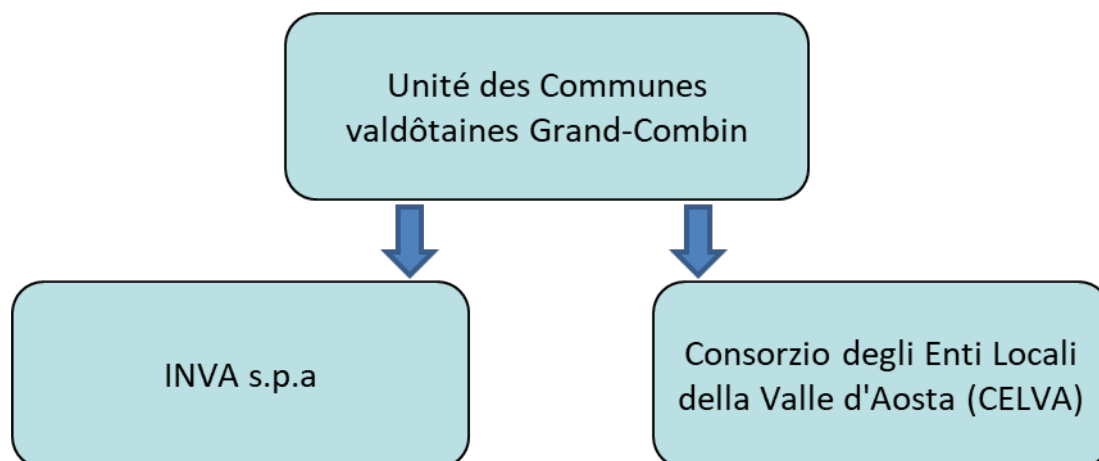 Unité des Communes
valdôtaines Grand-Combin
INVA s.p.a
Consorzio degli Enti Locali
della Valle d'Aosta (CELVA)